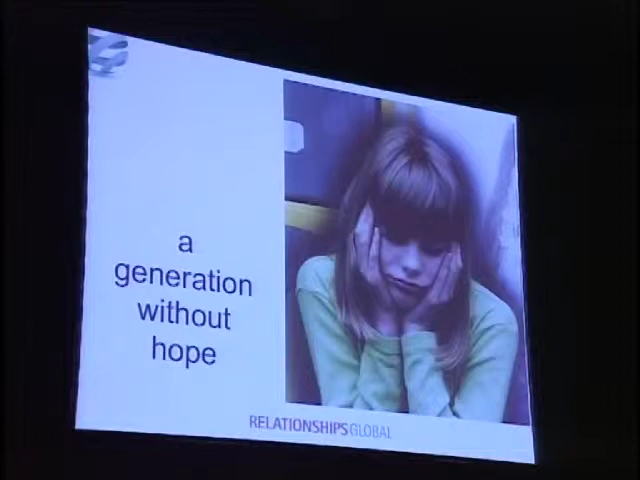 a
generation
without
hope
RELATIONSHIPSGLOBAL